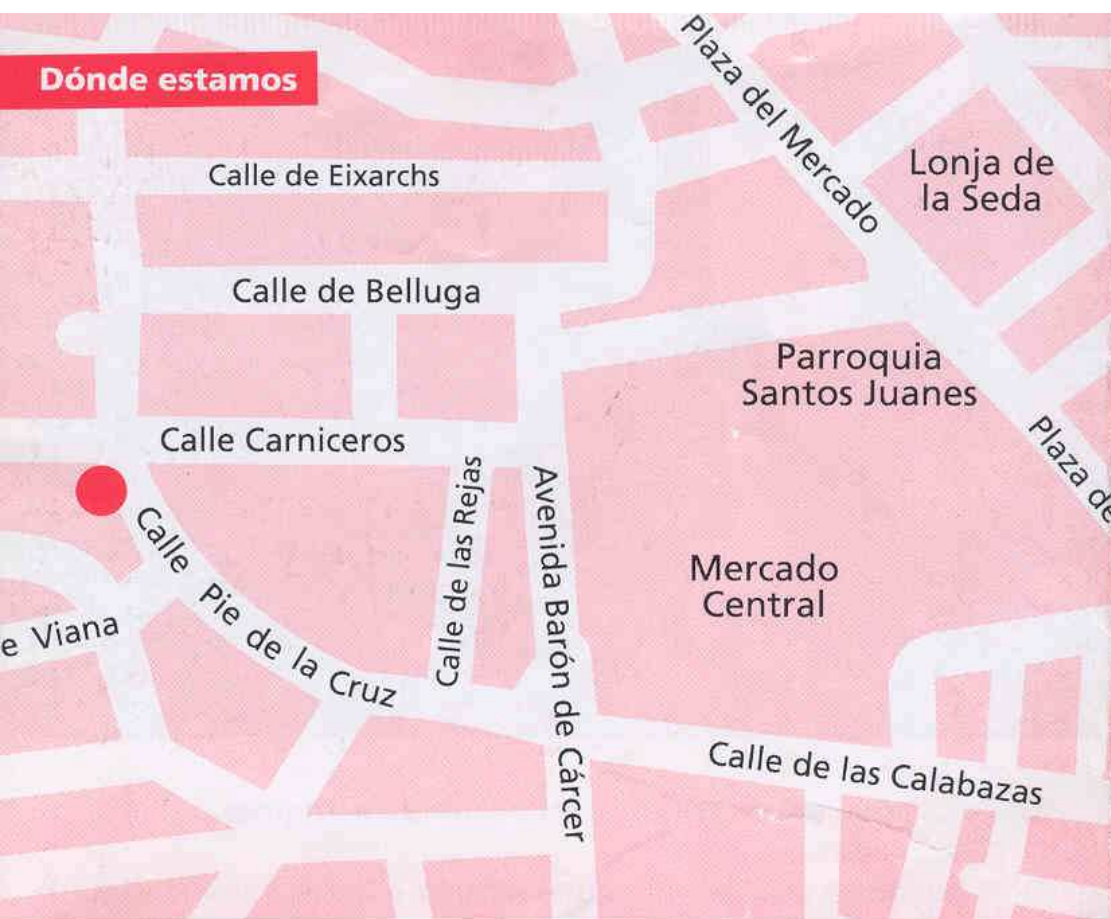 Dónde estamos
Plaza del Mercado
Lonja de
la Seda
Calle de Eixarchs
Calle de Belluga
Parroquia
Santos Juanes
Calle Carniceros
Plaza de
Calle de las Rejas
Avenida Barón de Cárcer
Calle Pie de la Cruz
Mercado
Central
e Viana
Calle de las Calabazas